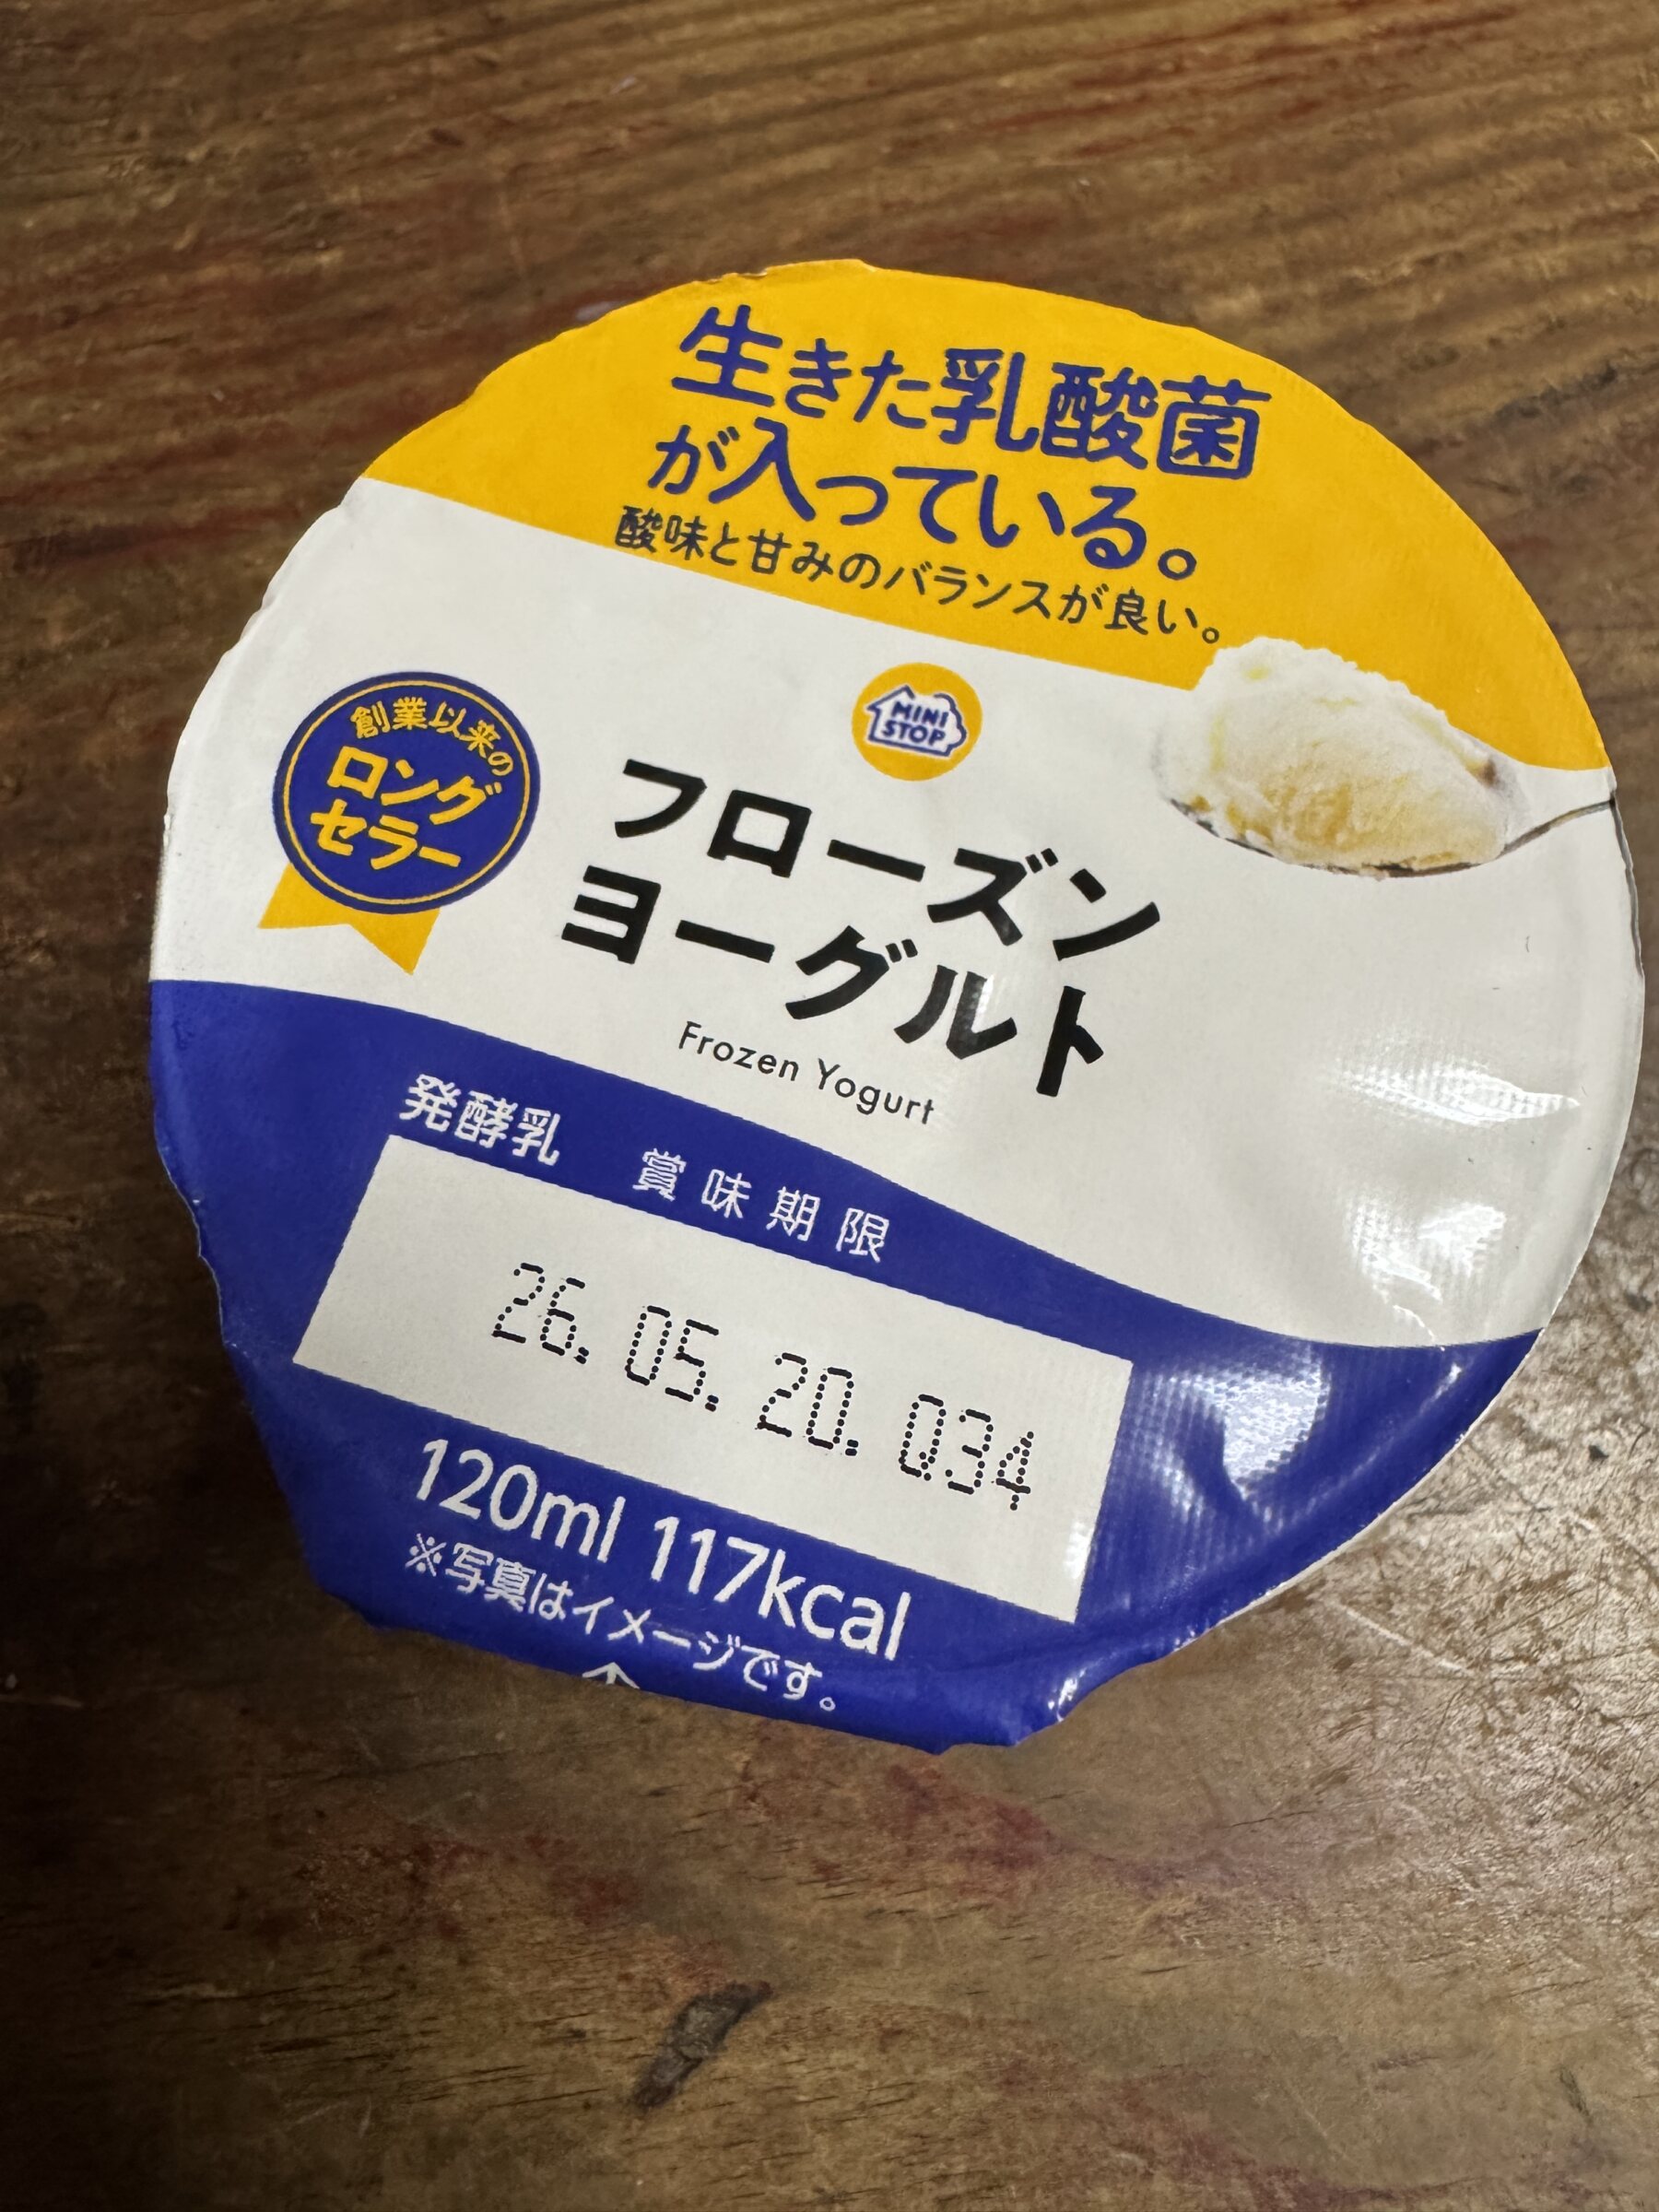 生きた乳酸菌
が入っている。
酸味と甘みのバランスが良い。
MINI
STOP
創業以来の
ロング
セラー
フローズン
ヨーグルト
Frozen Yogurt
発酵乳 賞味期限
26. 05. 20. Q34
120ml 117kcal
※写真はイメージです。